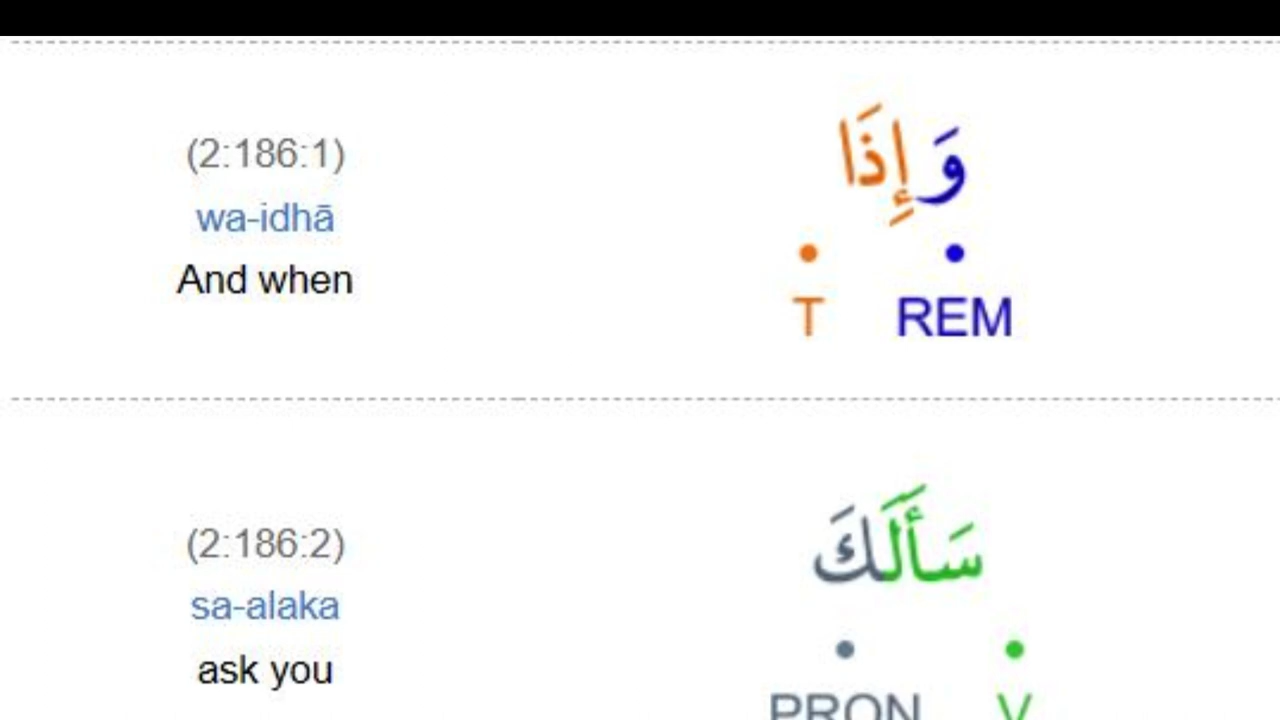 (2:186:1)
wa-idhā
And when
وَإِذَا
T REM
(2:186:2)
sa-alaka
ask you
سَأَلَكَ
PRON V